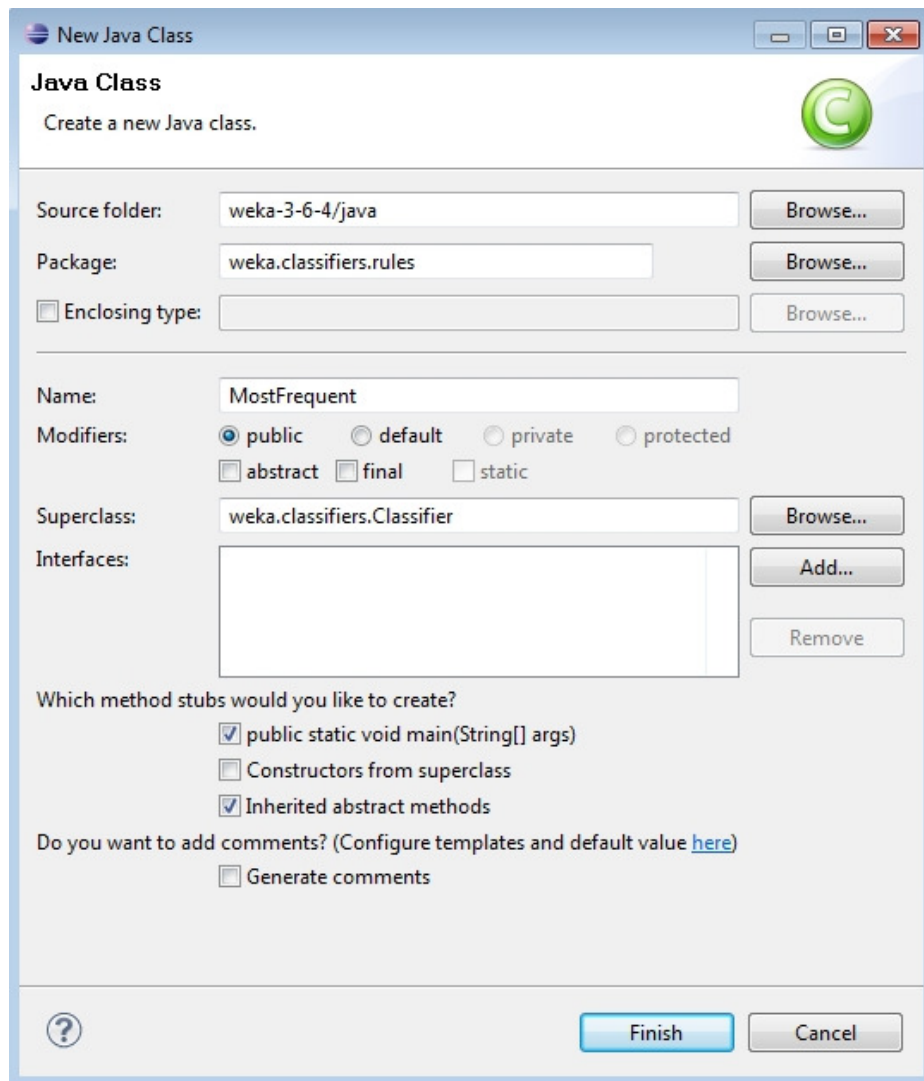 New Java Class
Java Class
Create a new Java class.
C
Source folder: weka-3-6-4/java Browse...
Package: weka.classifiers.rules Browse...
Enclosing type: Browse...
Name: MostFrequent
Modifiers: public default private protected
abstract final static
Superclass: weka.classifiers.Classifier Browse...
Interfaces: Add...
Remove
Which method stubs would you like to create?
public static void main(String[] args)
Constructors from superclass
Inherited abstract methods
Do you want to add comments? (Configure templates and default value here)
Generate comments
? Finish Cancel